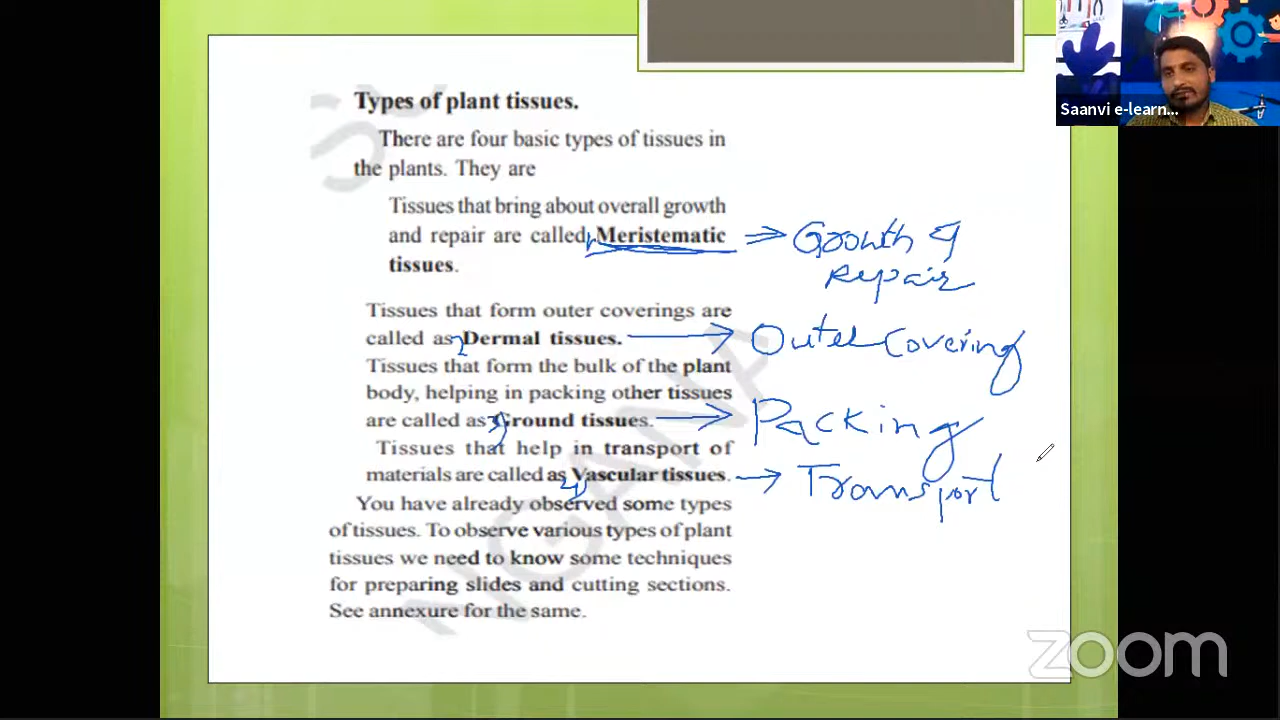 Saanvi e-learn...
Types of plant tissues.
There are four basic types of tissues in
the plants. They are
Tissues that bring about overall growth
and repair are called 1, Meristematic ⇒ Growth &
tissues. repair
Tissues that form outer coverings are
called as 2 Dermal tissues. → Outer Covering
Tissues that form the bulk of the plant
body, helping in packing other tissues
are called as 3) Ground tissues. → Packing
Tissues that help in transport of
materials are called as 4) Vascular tissues. → Transport
You have already observed some types
of tissues. To observe various types of plant
tissues we need to know some techniques
for preparing slides and cutting sections.
See annexure for the same.
zoom